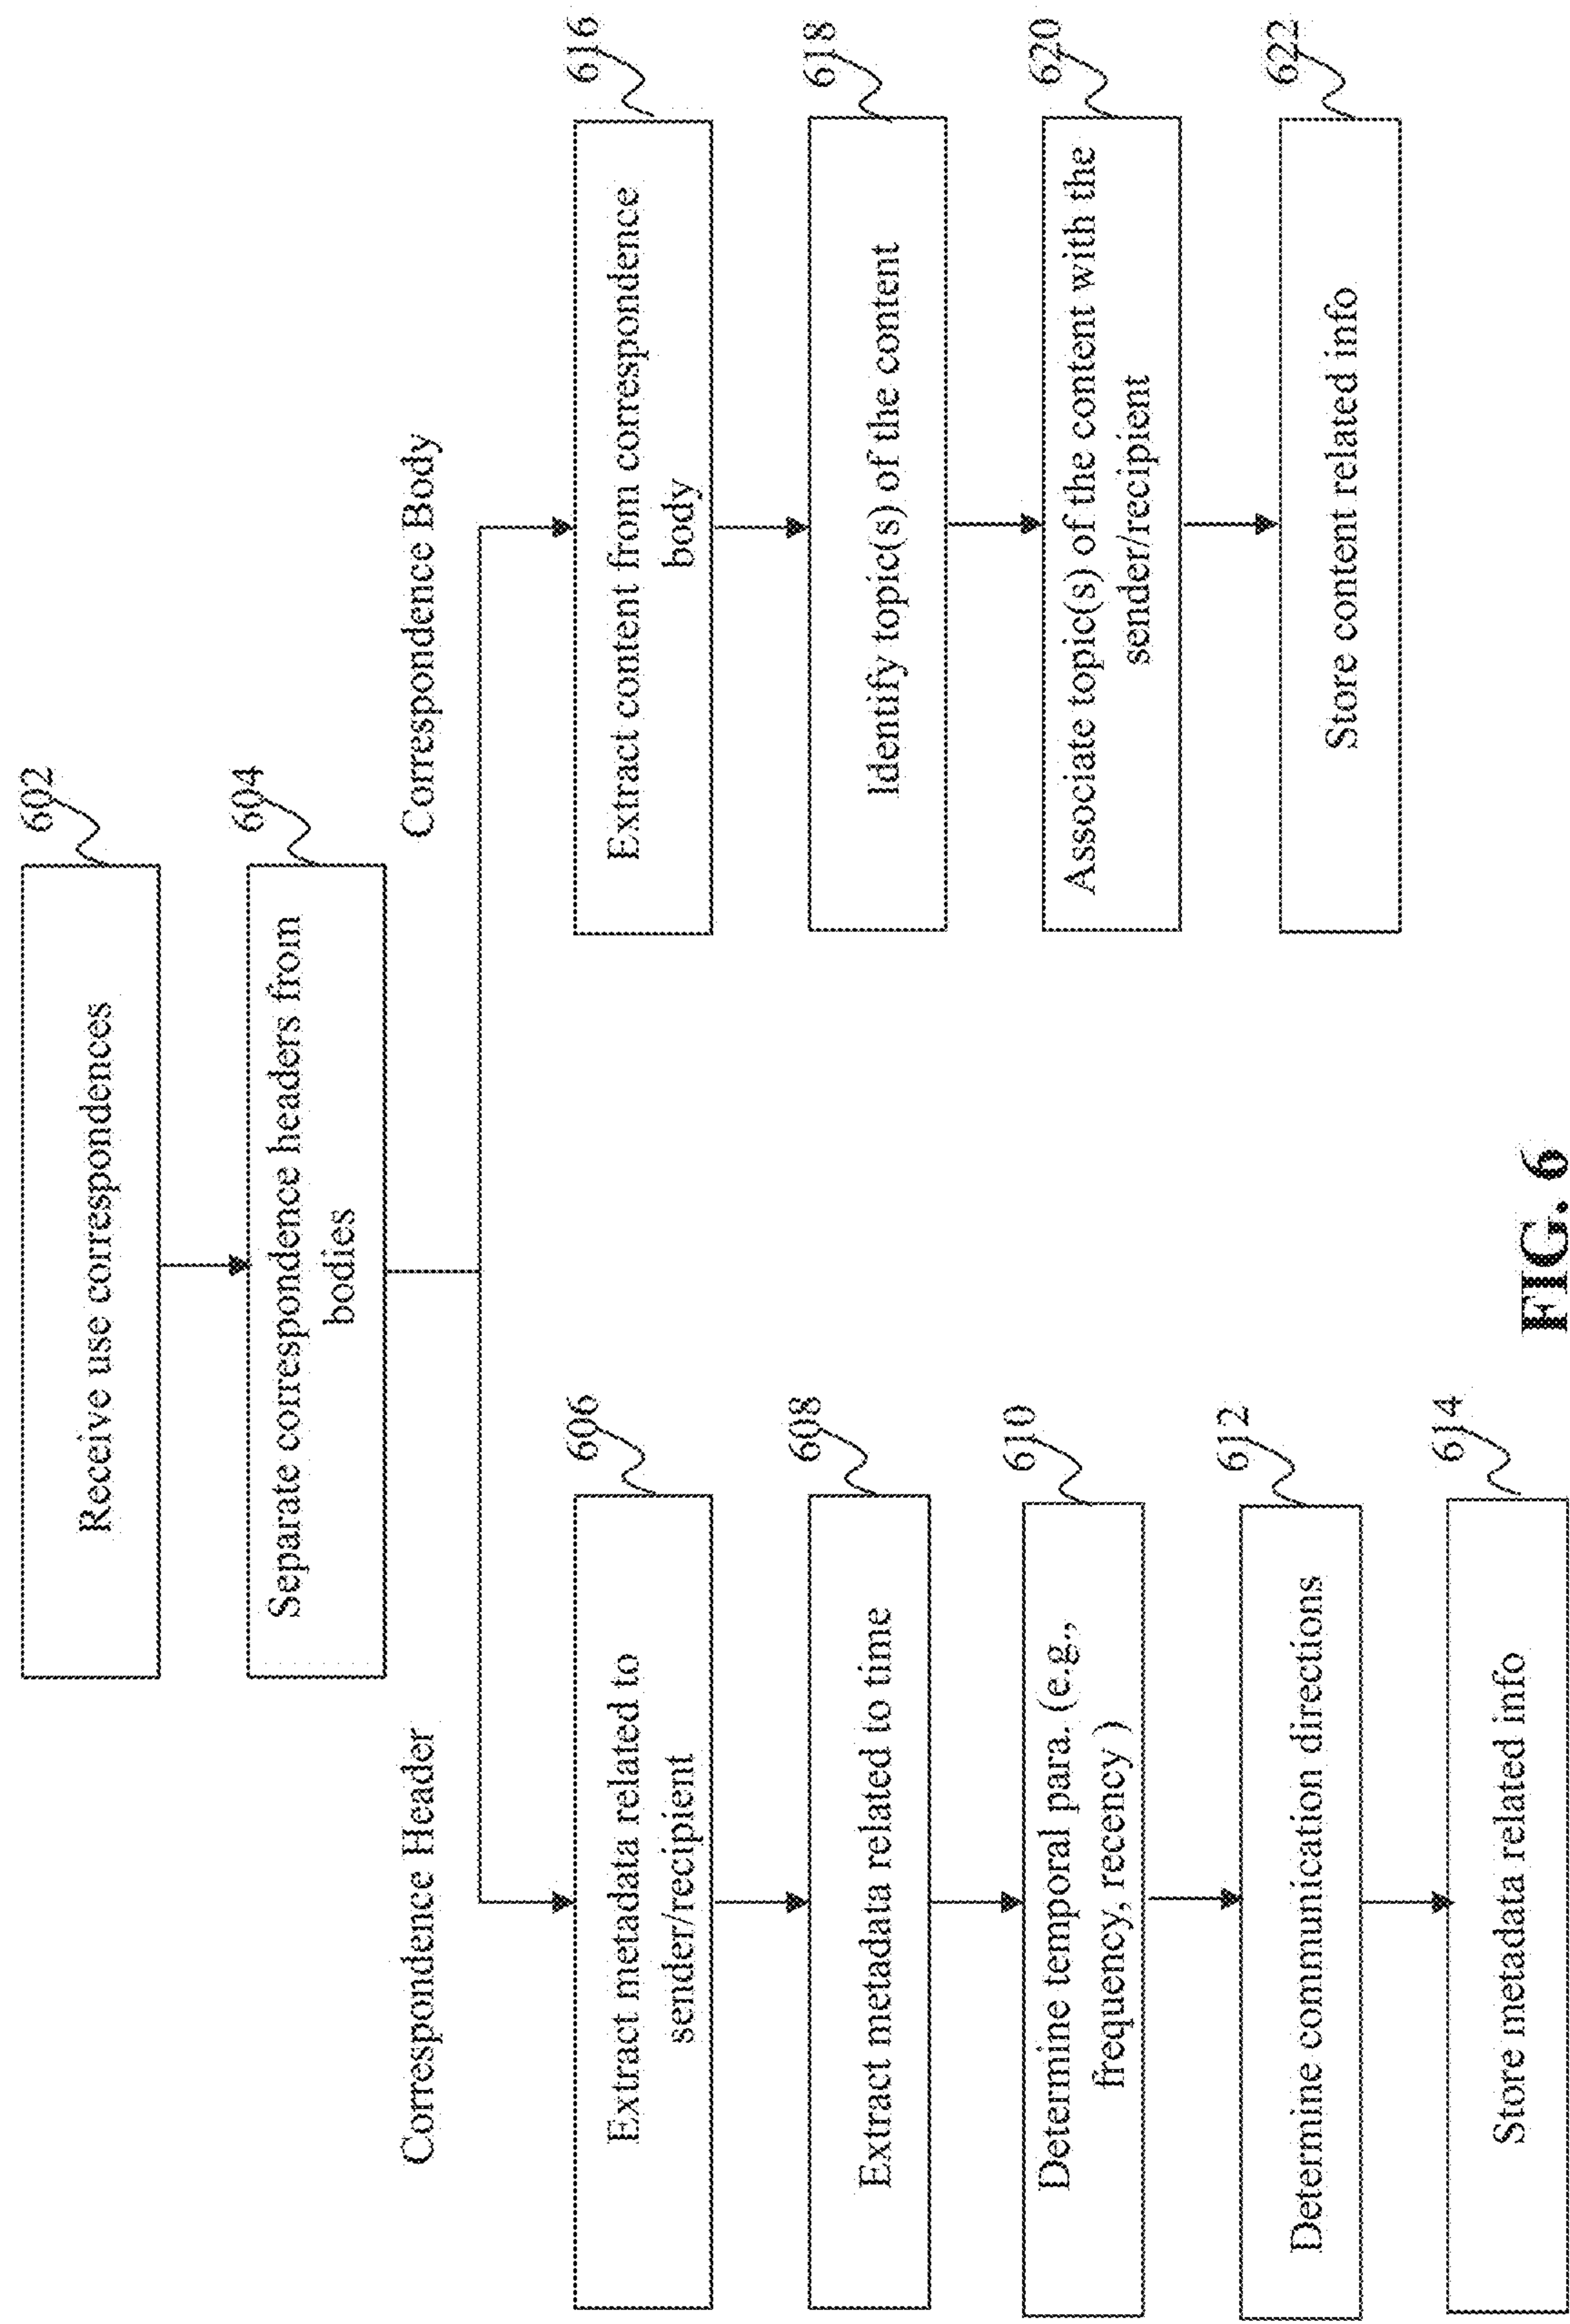 602
Receive use correspondences
604
Separate correspondence headers from
bodies
Correspondence Header
Correspondence Body
606
Extract metadata related to
sender/recipient
608
Extract metadata related to time
610
Determine temporal para. (e.g.,
frequency, recency )
612
Determine communication directions
614
Store metadata related info
616
Extract content from correspondence
body
618
Identify topic(s) of the content
620
Associate topic(s) of the content with the
sender/recipient
622
Store content related info
FIG. 6